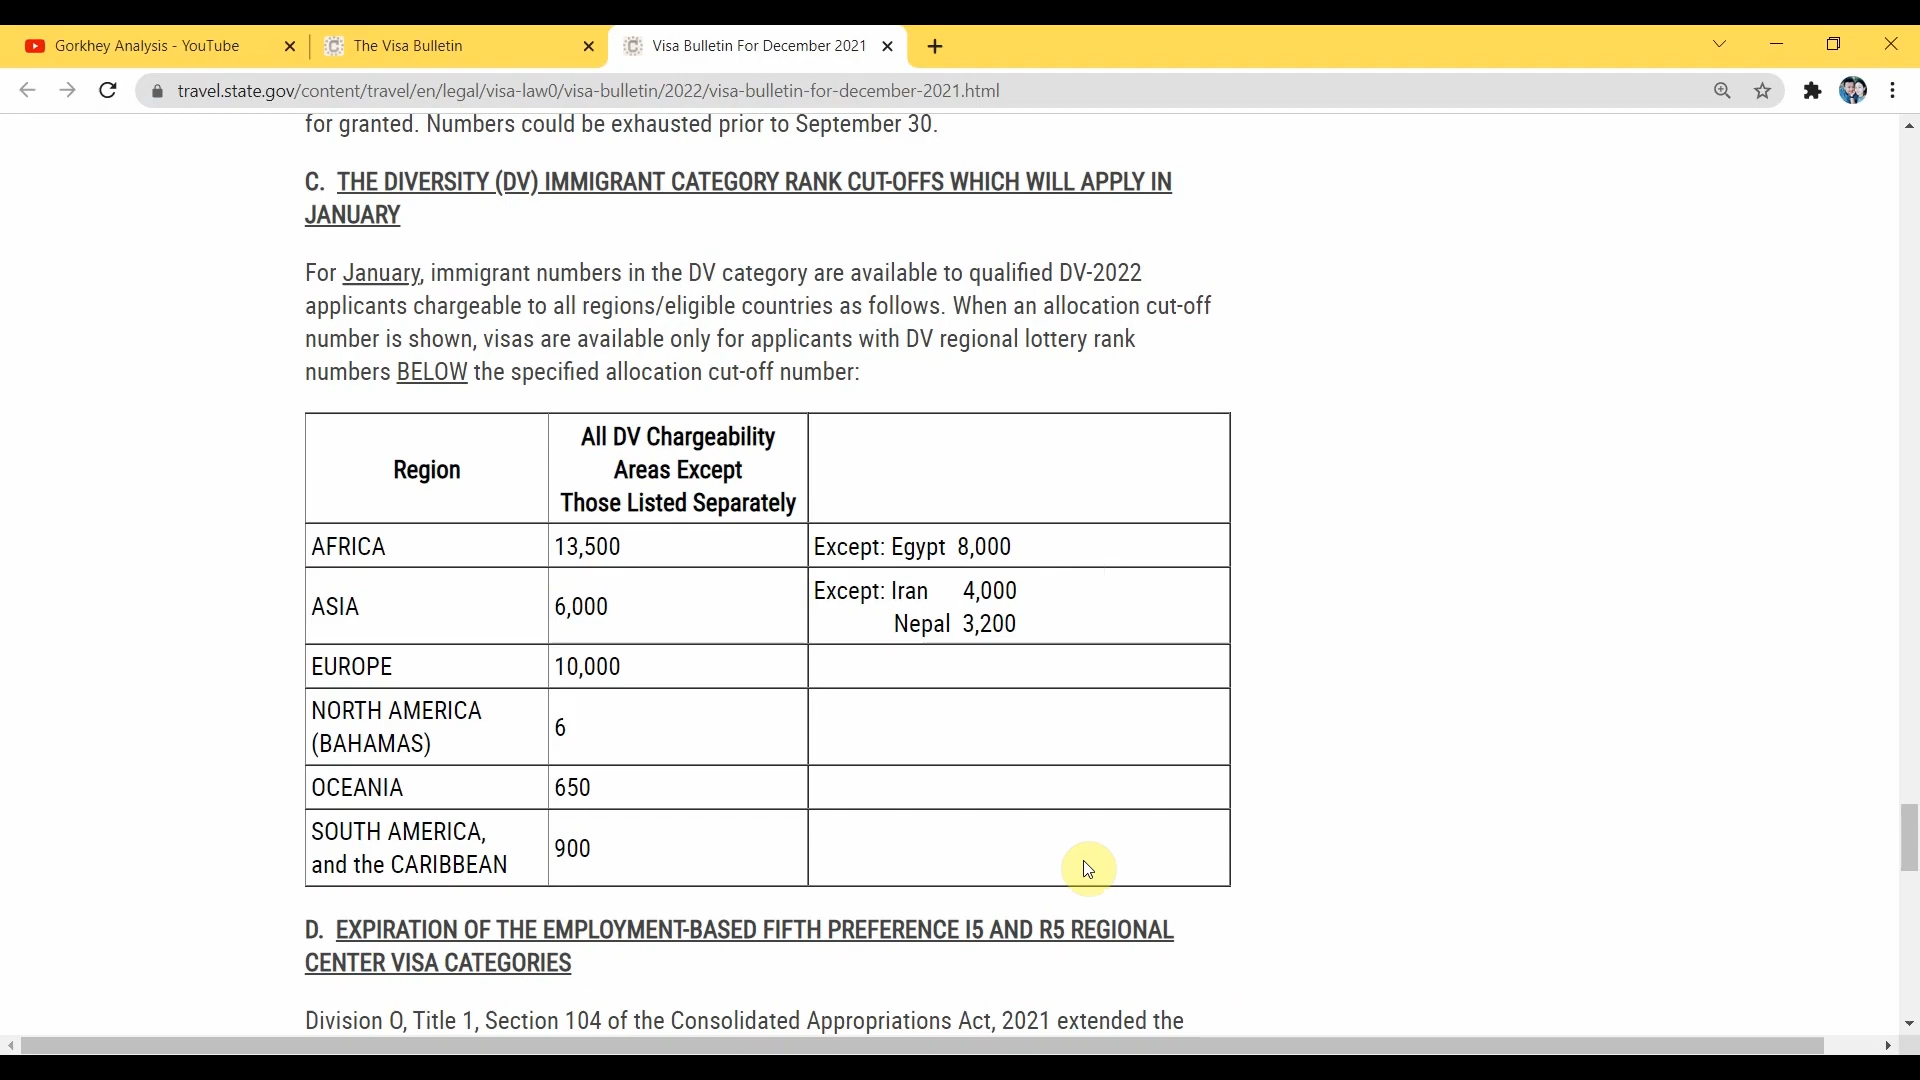 Gorkhey Analysis - YouTube
The Visa Bulletin
Visa Bulletin For December 2021
travel.state.gov/content/travel/en/legal/visa-law0/visa-bulletin/2022/visa-bulletin-for-december-2021.html
for granted. Numbers could be exhausted prior to September 30.
C. THE DIVERSITY (DV) IMMIGRANT CATEGORY RANK CUT-OFFS WHICH WILL APPLY IN
JANUARY
For January, immigrant numbers in the DV category are available to qualified DV-2022
applicants chargeable to all regions/eligible countries as follows. When an allocation cut-off
number is shown, visas are available only for applicants with DV regional lottery rank
numbers BELOW the specified allocation cut-off number:
Region
All DV Chargeability
Areas Except
Those Listed Separately
AFRICA 13,500 Except: Egypt 8,000
ASIA 6,000
Except: Iran 4,000
Nepal 3,200
EUROPE 10,000
NORTH AMERICA
(BAHAMAS)
6
OCEANIA 650
SOUTH AMERICA,
and the CARIBBEAN
900
D. EXPIRATION OF THE EMPLOYMENT-BASED FIFTH PREFERENCE I5 AND R5 REGIONAL
CENTER VISA CATEGORIES
Division O, Title 1, Section 104 of the Consolidated Appropriations Act, 2021 extended the